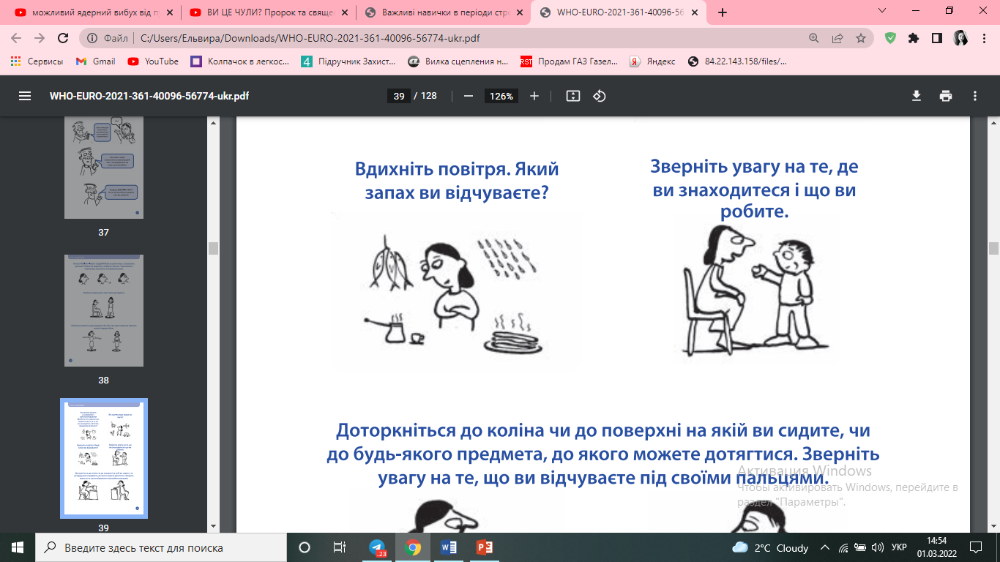 можливий ядерний вибух від п
ВИ ЦЕ ЧУЛИ? Пророк та священ
Важливі навички в періоди стре
WHO-EURO-2021-361-40096-56
Файл
C:/Users/Ельвира/Downloads/WHO-EURO-2021-361-40096-56774-ukr.pdf
Сервисы
Gmail
YouTube
Колпачок в легкос...
Підручник Захист...
Вилка сцепления н...
RST
Продам ГАЗ Газел...
Яндекс
84.22.143.158/files/...
WHO-EURO-2021-361-40096-56774-ukr.pdf
39 / 128
126%
37
38
39
Вдихніть повітря. Який
запах ви відчуваєте?
Зверніть увагу на те, де
ви знаходитеся і що ви
робите.
Доторкніться до коліна чи до поверхні на якій ви сидите, чи
до будь-якого предмета, до якого можете дотягтися. Зверніть
увагу на те, що ви відчуваєте під своїми пальцями.
Активация Windows
Чтобы активировать Windows, перейдите в
раздел "Параметры".
Введите здесь текст для поиска
23
2°C Cloudy
УКР
14:54
01.03.2022